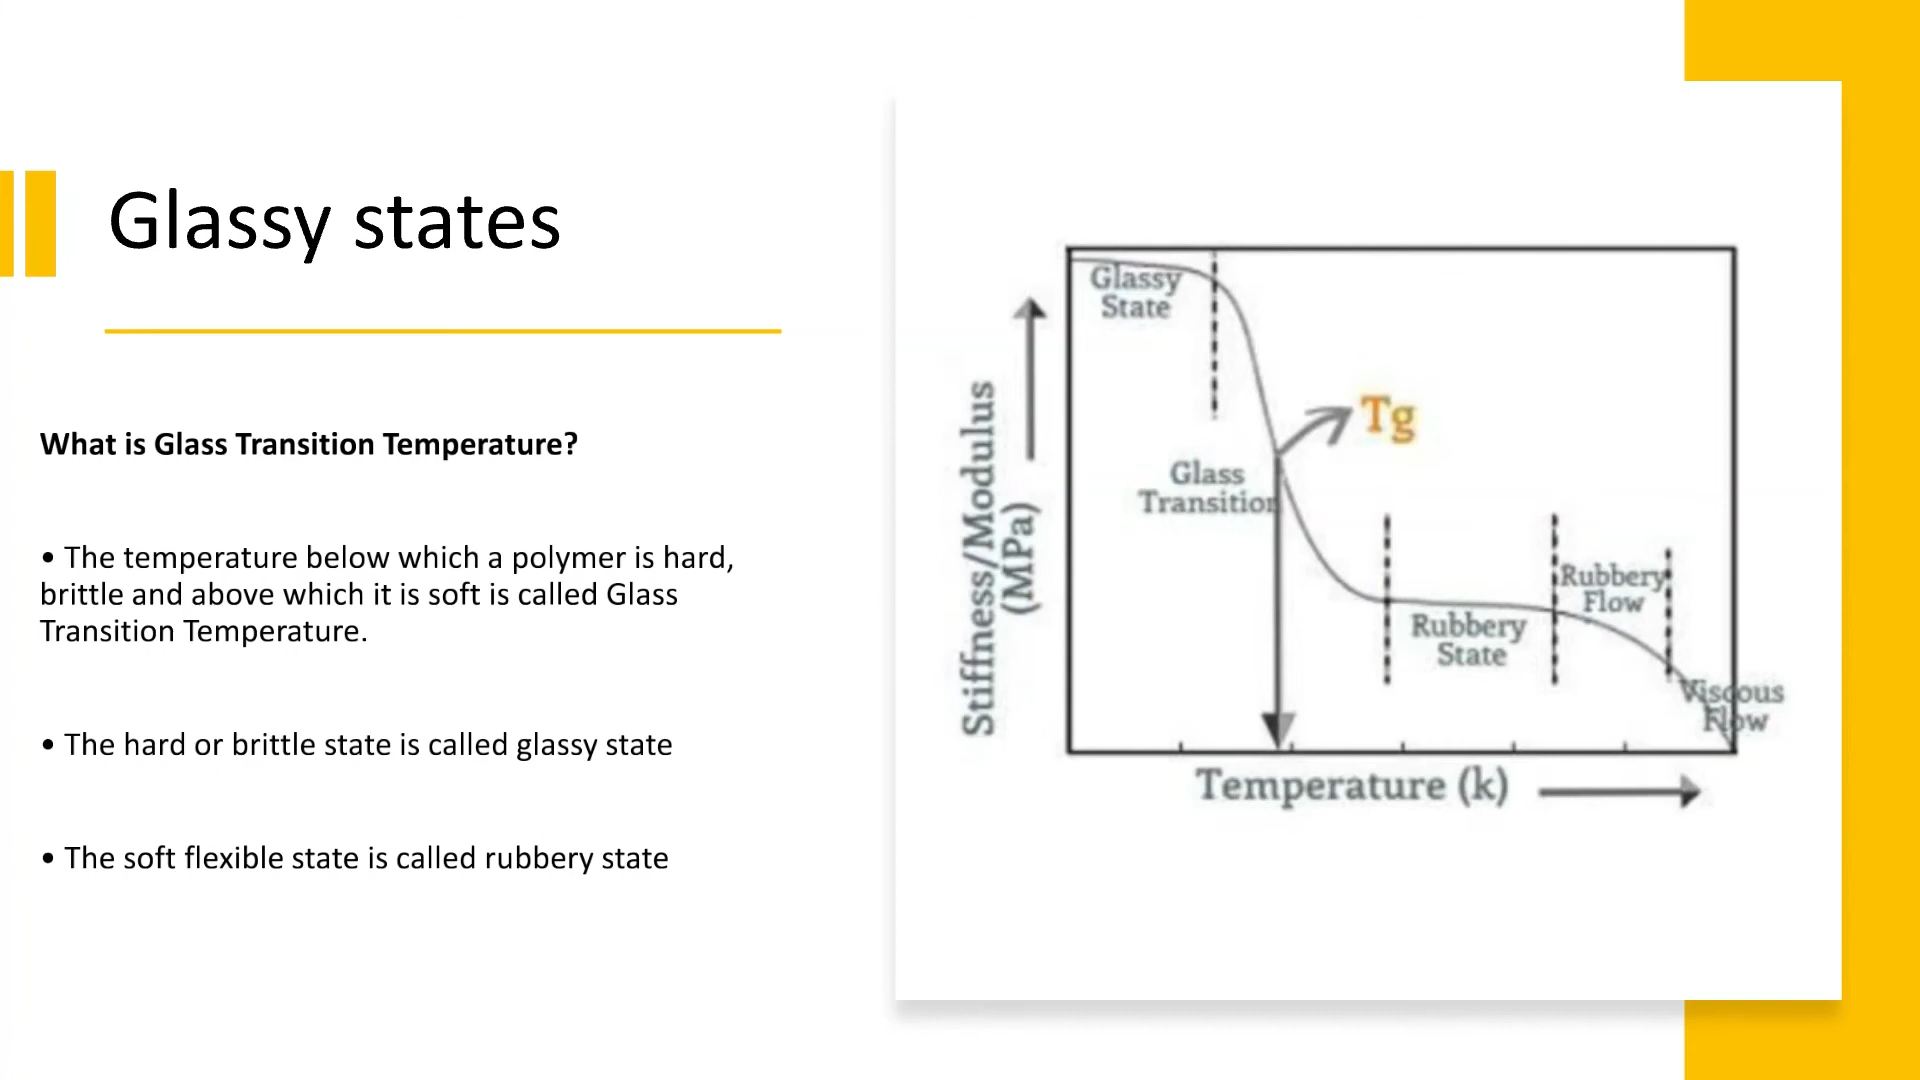 Glassy states
What is Glass Transition Temperature?
• The temperature below which a polymer is hard,
brittle and above which it is soft is called Glass
Transition Temperature.
• The hard or brittle state is called glassy state
• The soft flexible state is called rubbery state
Stiffness/Modulus
(MPa)
Glassy
State
Tg
Glass
Transition
Rubbery
State
Rubbery
Flow
Viscous
Flow
Temperature (k)